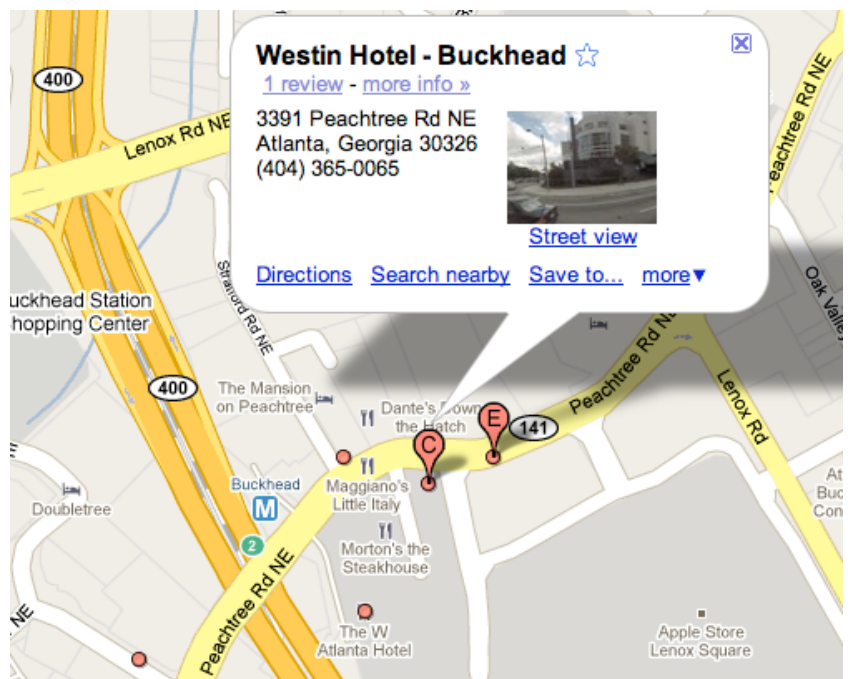 400
Lenox Rd NE
Westin Hotel - Buckhead
1 review - more info »
3391 Peachtree Rd NE
Atlanta, Georgia 30326
(404) 365-0065
Street view
Directions Search nearby Save to... more▼
Peachtree Rd NE
Oak Valley
Stratford Rd NE
uckhead Station
hopping Center
400
The Mansion
on Peachtree
Dante's Down
the Hatch
C
E
141
Peachtree Rd NE
Lenox Rd
Buckhead
M
2
Maggiano's
Little Italy
Doubletree
Morton's the
Steakhouse
At
Buc
Con
Peachtree Rd NE
NE
The W
Atlanta Hotel
Apple Store
Lenox Square